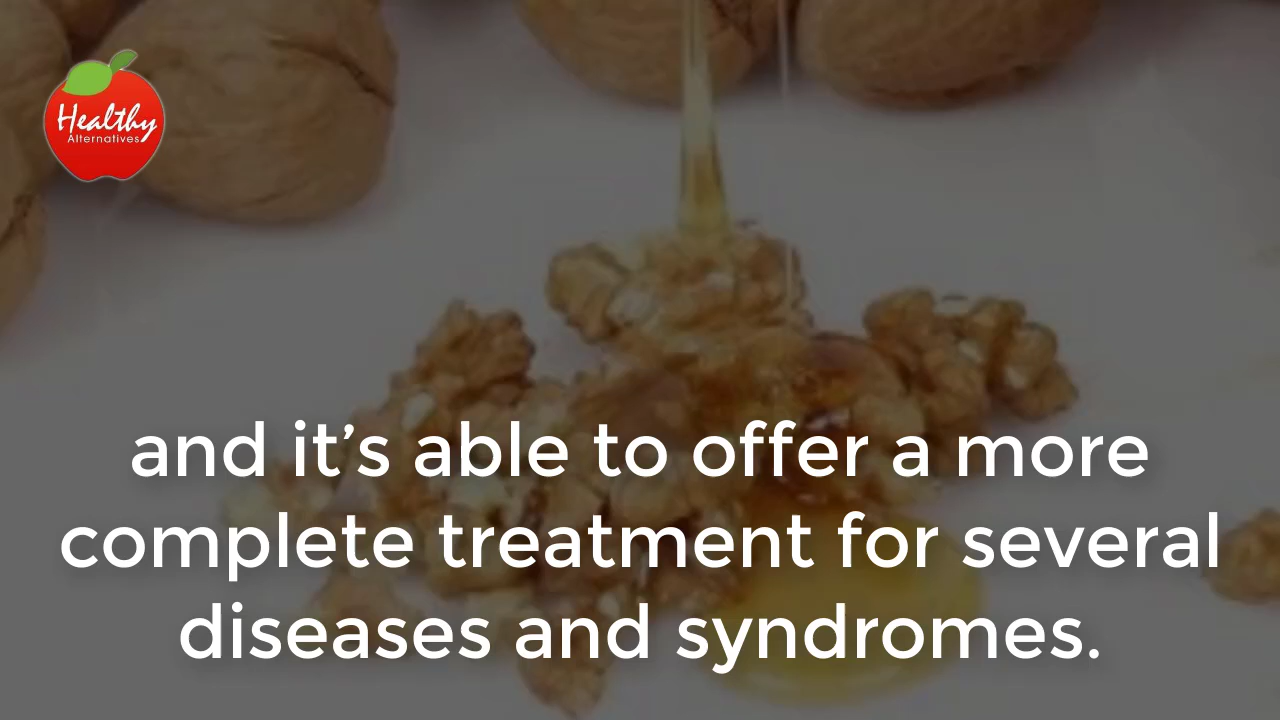 Healthy
Alternatives
and it’s able to offer a more
complete treatment for several
diseases and syndromes.